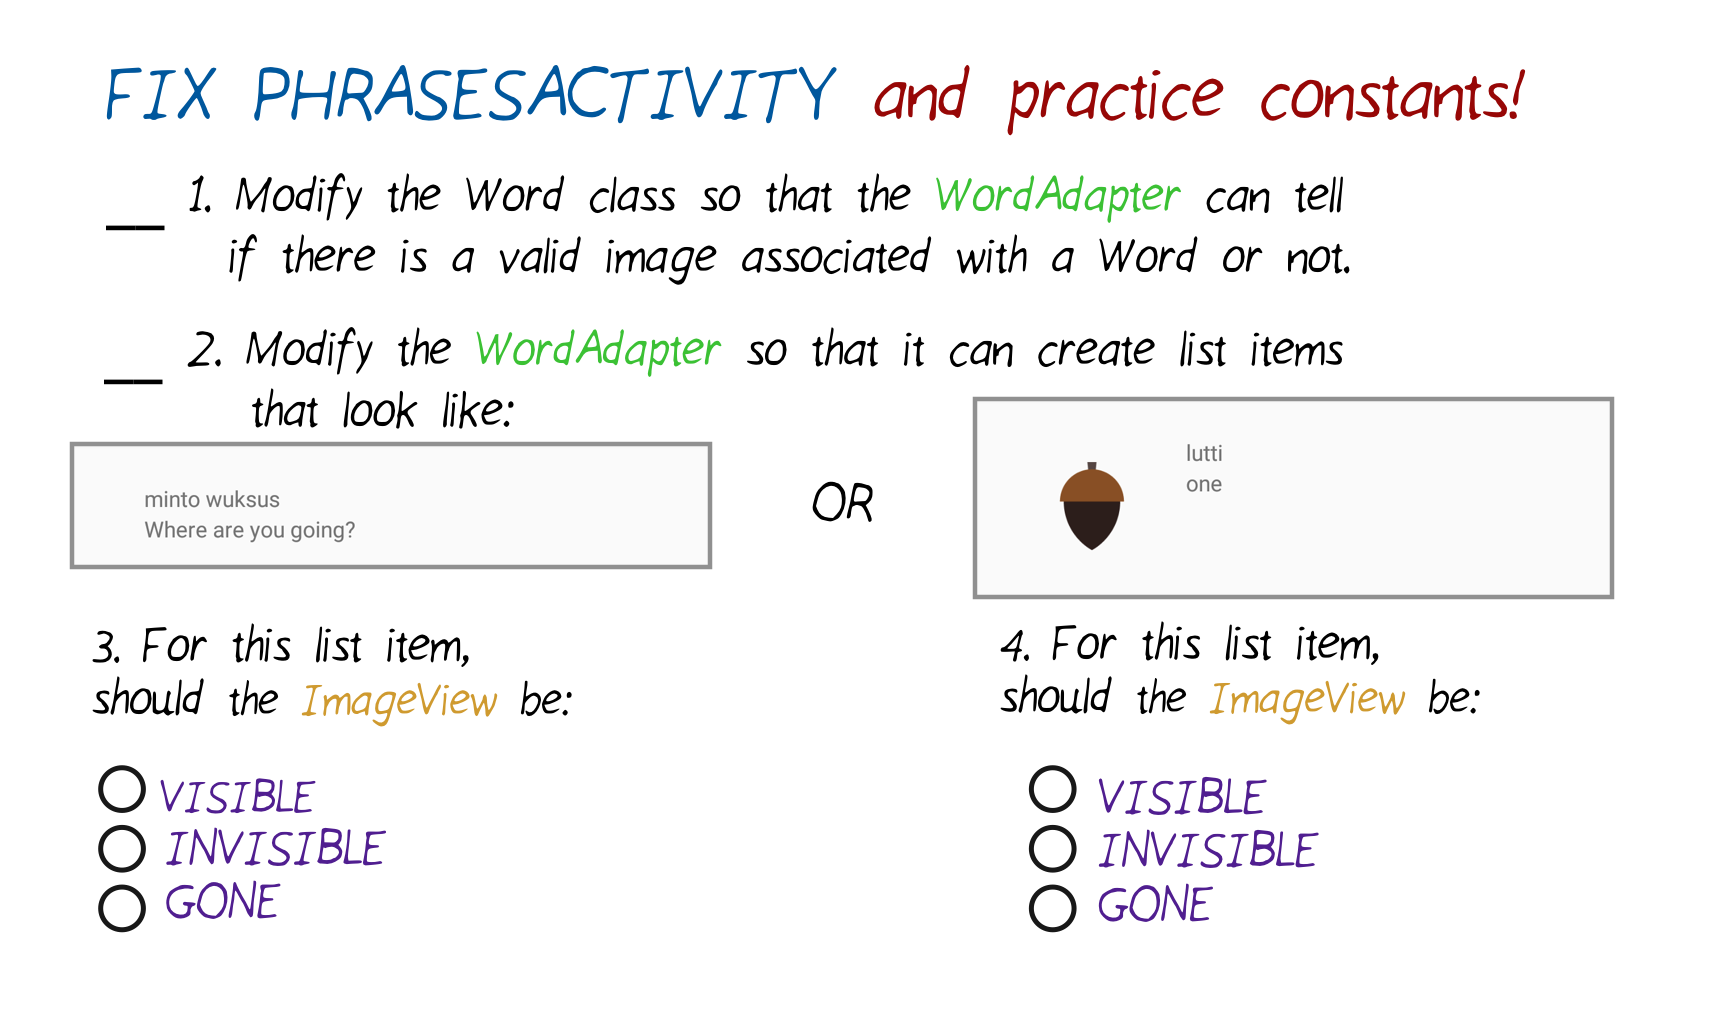 FIX PHRASESACTIVITY and practice constants!
__ 1. Modify the Word class so that the WordAdapter can tell
if there is a valid image associated with a Word or not.
__ 2. Modify the WordAdapter so that it can create list items
that look like:
minto wuksus
Where are you going?
OR
lutti
one
3. For this list item,
should the ImageView be:
VISIBLE
INVISIBLE
GONE
4. For this list item,
should the ImageView be:
VISIBLE
INVISIBLE
GONE